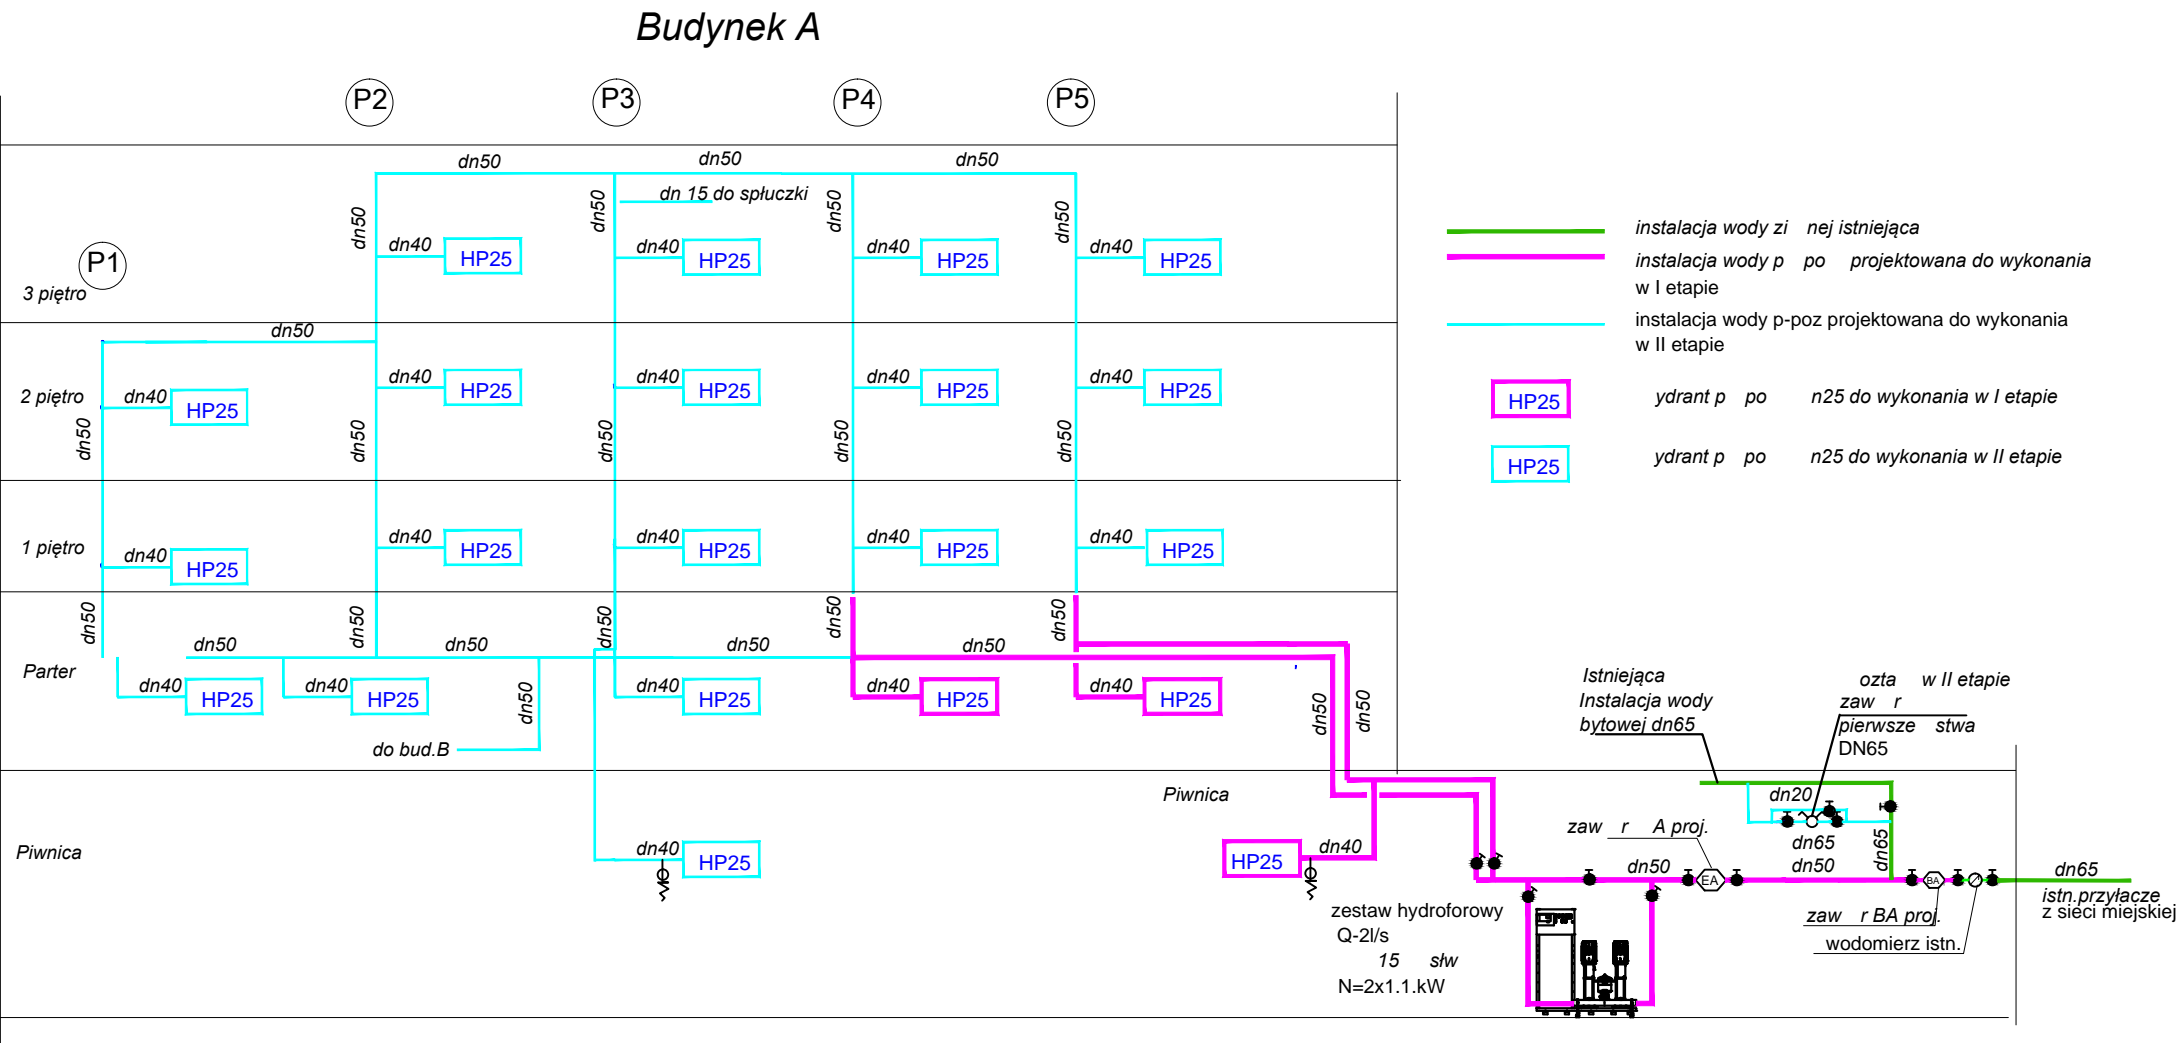 Budynek A
P2
P3
P4
P5
dn50
dn50
dn50
dn 15 do spłuczki
dn50
dn50
dn50
dn50
dn40
HP25
dn40
HP25
dn40
HP25
dn40
HP25
P1
3 piętro
dn50
2 piętro
dn40
HP25
dn40
HP25
dn40
HP25
dn40
HP25
dn40
HP25
dn50
dn50
dn50
dn50
dn50
1 piętro
dn40
HP25
dn40
HP25
dn40
HP25
dn40
HP25
dn40
HP25
dn50
dn50
dn50
dn50
dn50
dn50
dn50
dn50
dn50
Parter
dn40
HP25
dn40
HP25
dn50
dn40
HP25
dn40
HP25
dn40
HP25
dn50
dn50
do bud.B
Piwnica
Piwnica
dn40
HP25
HP25
dn40
instalacja wody zi nej istniejąca
instalacja wody p po projektowana do wykonania
w I etapie
instalacja wody p-poz projektowana do wykonania
w II etapie
HP25
ydrant p po n25 do wykonania w I etapie
HP25
ydrant p po n25 do wykonania w II etapie
Istniejąca
Instalacja wody
bytowej dn65
ozta w II etapie
zaw r
pierwsze stwa
DN65
dn20
dn65
dn65
zaw r A proj.
dn50
EA
dn50
BA
dn65
istn.przyłacze
z sieci miejskiej
zaw r BA proj.
wodomierz istn.
zestaw hydroforowy
Q-2l/s
15 słw
N=2x1.1.kW